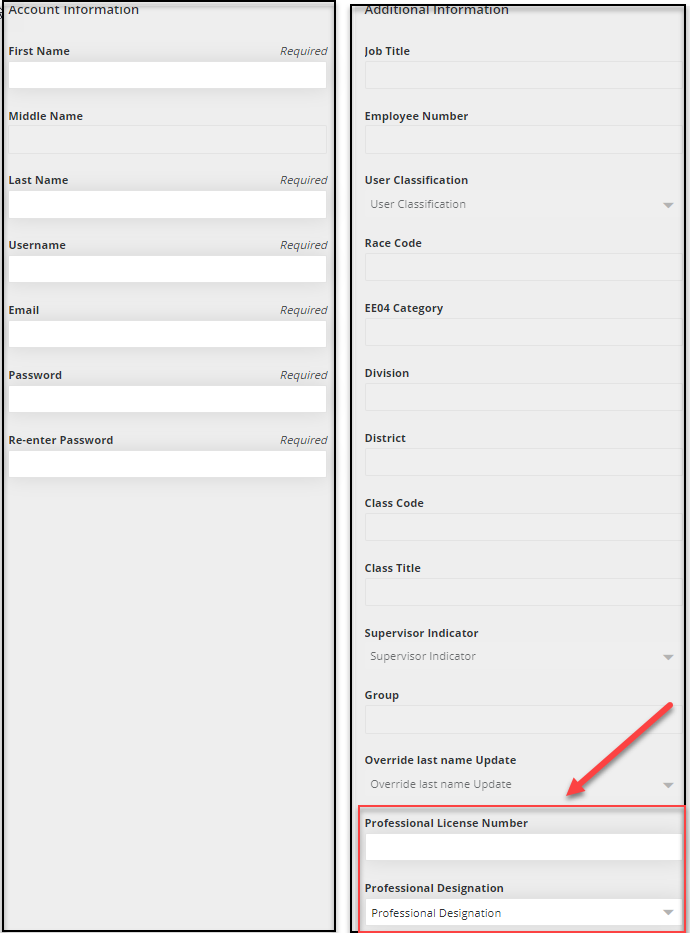 Account Information
First Name Required
Middle Name
Last Name Required
Username Required
Email Required
Password Required
Re-enter Password Required
Additional Information
Job Title
Employee Number
User Classification
User Classification
Race Code
EE04 Category
Division
District
Class Code
Class Title
Supervisor Indicator
Supervisor Indicator
Group
Override last name Update
Override last name Update
Professional License Number
Professional Designation
Professional Designation